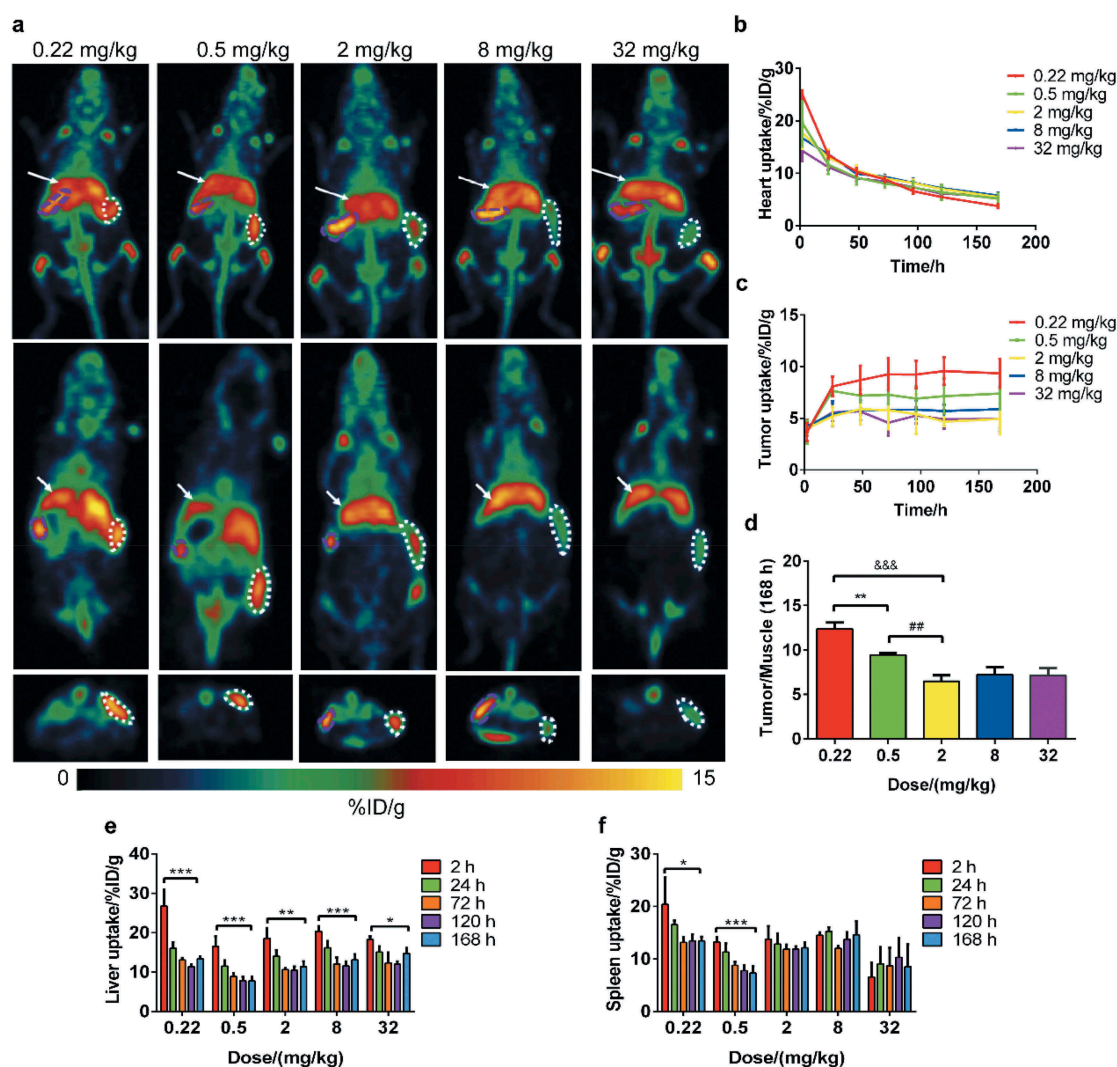 a
0.22 mg/kg 0.5 mg/kg 2 mg/kg 8 mg/kg 32 mg/kg
0 15
%ID/g
b
Heart uptake/%ID/g
30
20
10
0
0 50 100 150 200
Time/h
0.22 mg/kg
0.5 mg/kg
2 mg/kg
8 mg/kg
32 mg/kg
c
Tumor uptake/%ID/g
15
10
5
0
0 50 100 150 200
Time/h
0.22 mg/kg
0.5 mg/kg
2 mg/kg
8 mg/kg
32 mg/kg
d
Tumor/Muscle (168 h)
20
15
10
5
0
&&&
**
##
0.22 0.5 2 8 32
Dose/(mg/kg)
e
Liver uptake/%ID/g
40
30
20
10
0
*** *** ** *** *
0.22 0.5 2 8 32
Dose/(mg/kg)
2 h
24 h
72 h
120 h
168 h
f
Spleen uptake/%ID/g
30
20
10
0
* ***
0.22 0.5 2 8 32
Dose/(mg/kg)
2 h
24 h
72 h
120 h
168 h